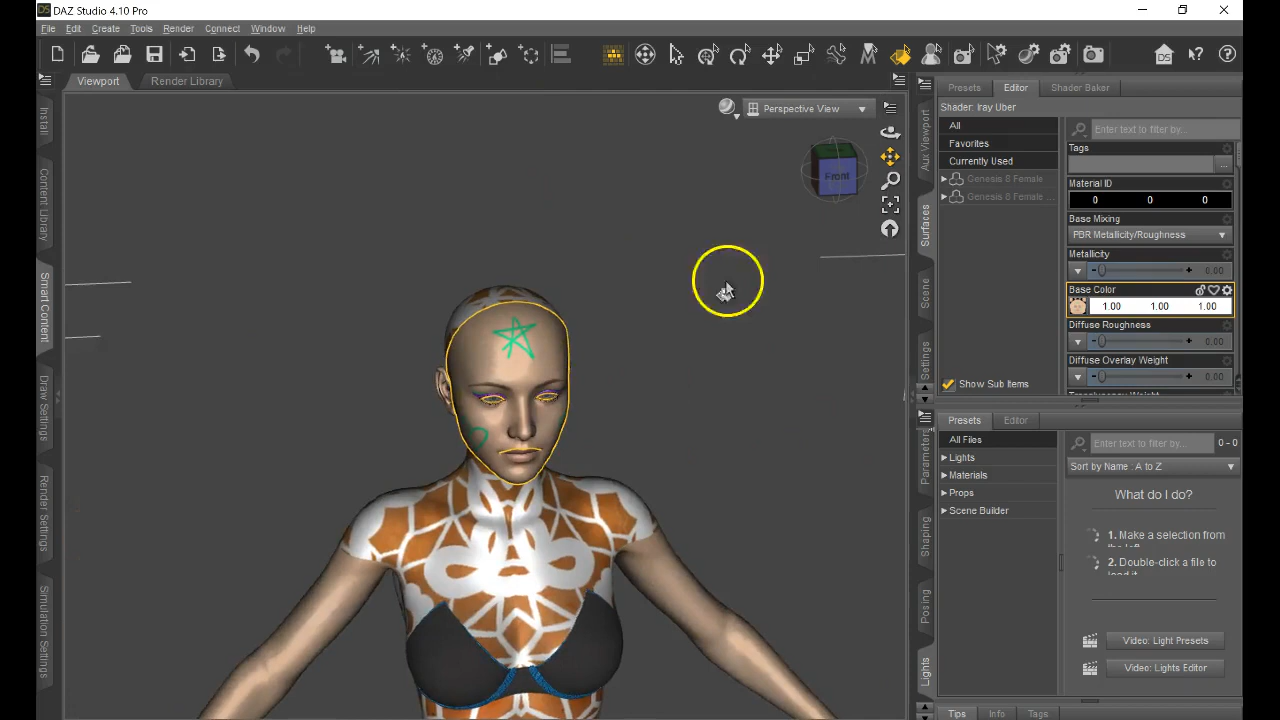 DAZ Studio 4.10 Pro
File Edit Create Tools Render Connect Window Help
Viewport Render Library
Perspective View
Front
Install
Content Library
Smart Content
Draw Settings
Render Settings
Simulation Settings
Aux Viewport
Surfaces
Scene
Settings
Parameters
Shaping
Posing
Lights
Presets Editor Shader Baker
Shader: Iray Uber
All
Favorites
Currently Used
Genesis 8 Female
Genesis 8 Female ...
Show Sub Items
Enter text to filter by...
Tags
...
Material ID
0 0 0
Base Mixing
PBR Metallicity/Roughness
Metallicity
0.00
Base Color
1.00 1.00 1.00
Diffuse Roughness
0.00
Diffuse Overlay Weight
0.00
Presets Editor
All Files
Lights
Materials
Props
Scene Builder
Enter text to filter by... 0 - 0
Sort by Name : A to Z
What do I do?
1. Make a selection from
2. Double-click a file to
Video: Light Presets
Video: Lights Editor
Tips Info Tags